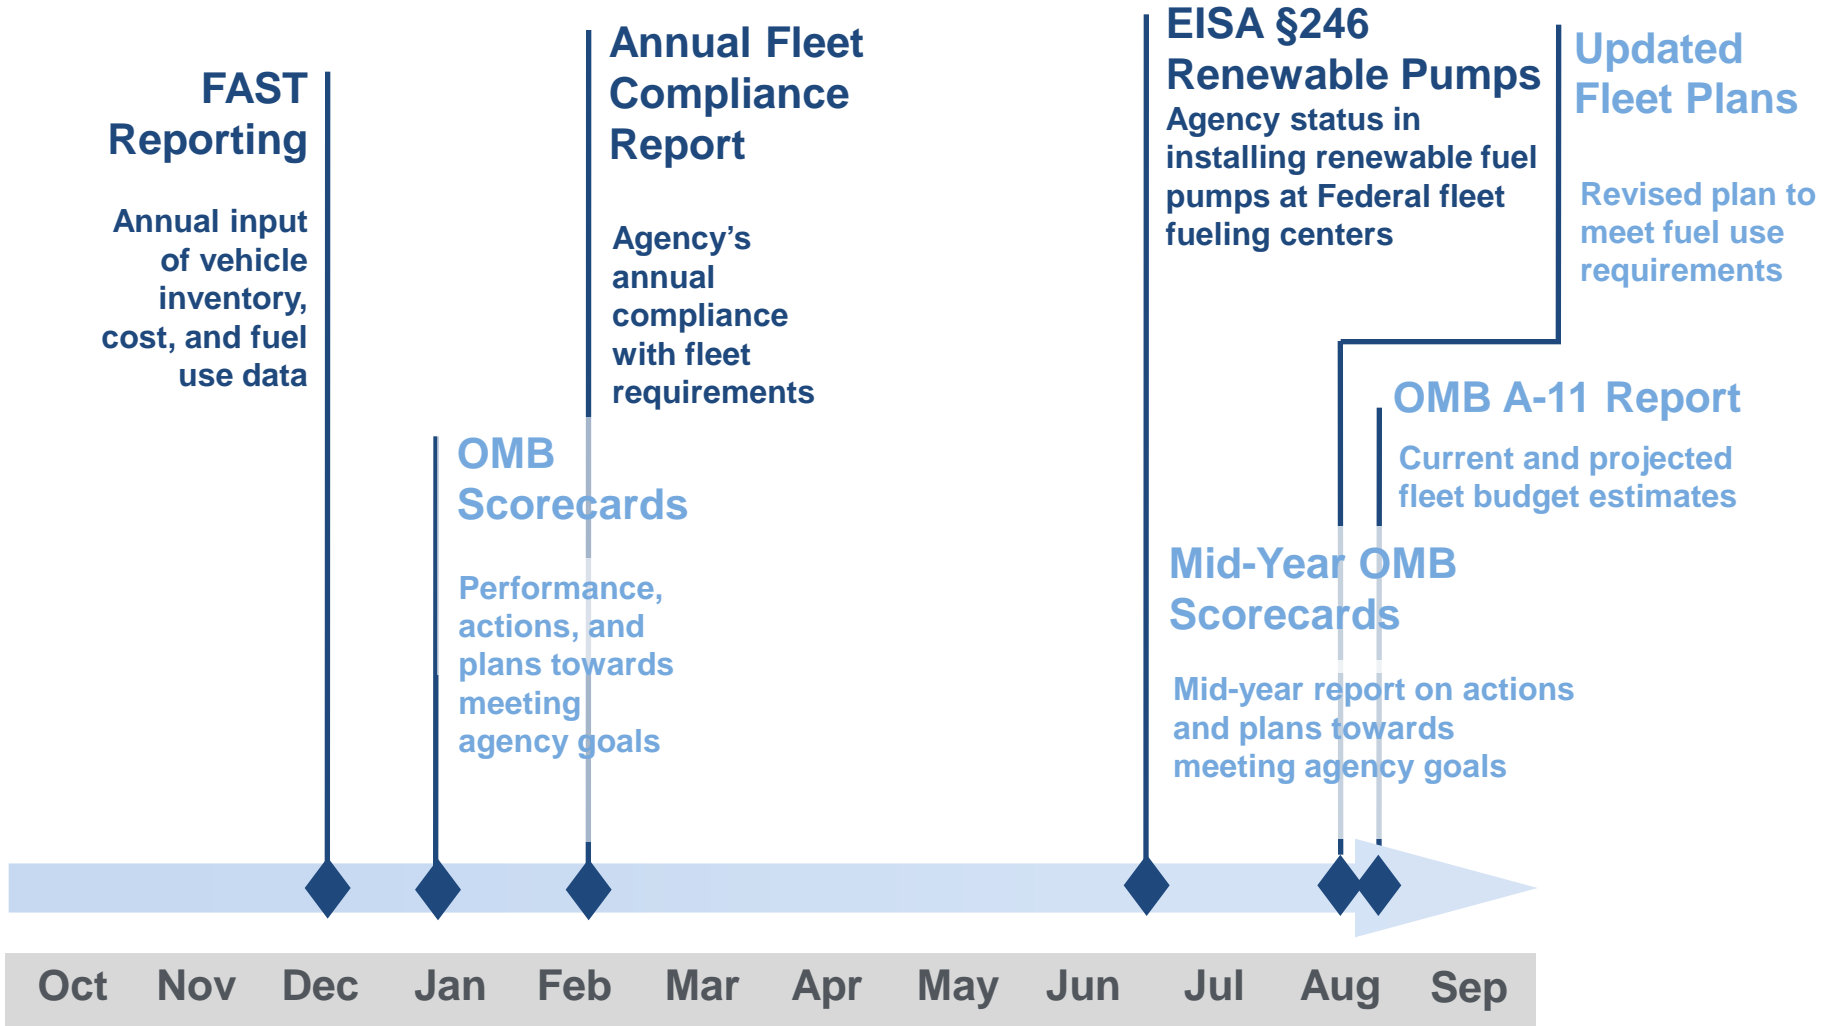 FAST
Reporting
Annual input
of vehicle
inventory,
cost, and fuel
use data
OMB
Scorecards
Performance,
actions, and
plans towards
meeting
agency goals
Annual Fleet
Compliance
Report
Agency’s
annual
compliance
with fleet
requirements
EISA §246
Renewable Pumps
Agency status in
installing renewable fuel
pumps at Federal fleet
fueling centers
Mid-Year OMB
Scorecards
Mid-year report on actions
and plans towards
meeting agency goals
Updated
Fleet Plans
Revised plan to
meet fuel use
requirements
OMB A-11 Report
Current and projected
fleet budget estimates
Oct Nov Dec Jan Feb Mar Apr May Jun Jul Aug Sep